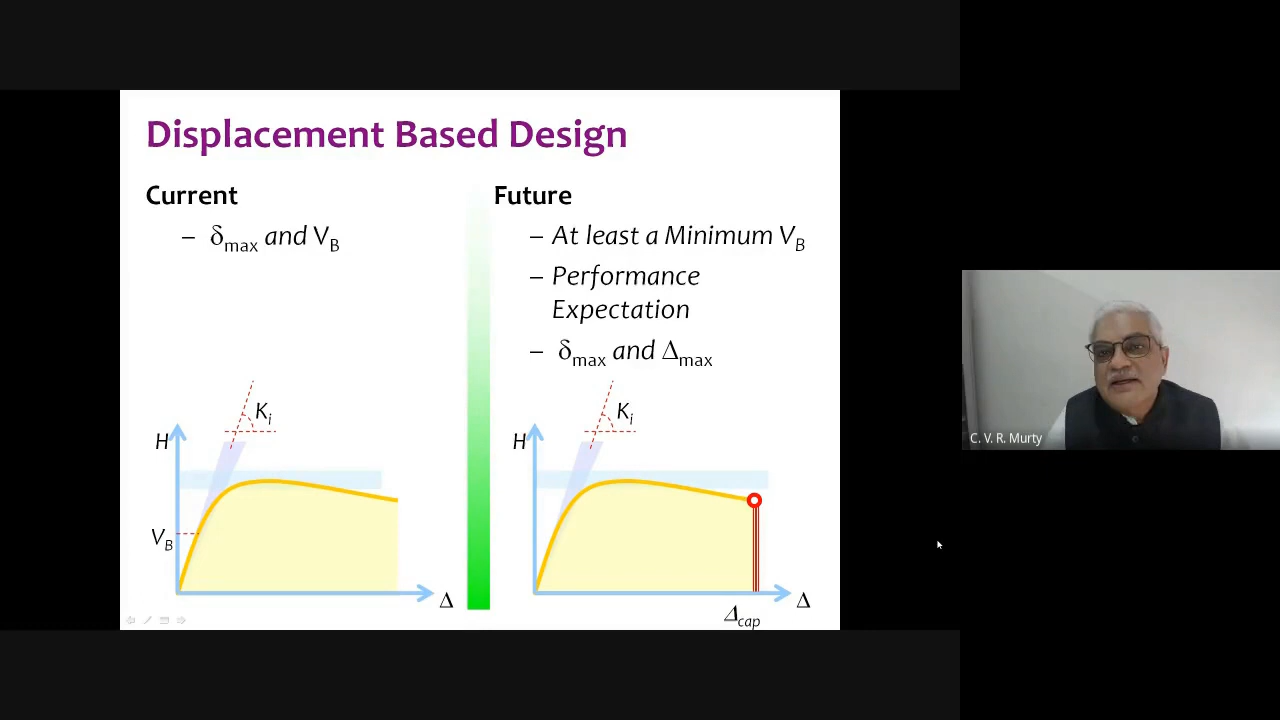 Displacement Based Design
Current
– δmax and VB
Future
– At least a Minimum VB
– Performance
Expectation
– δmax and Δmax
Ki
H
VB
Δ
Ki
H
Δ
Δcap
C. V. R. Murty